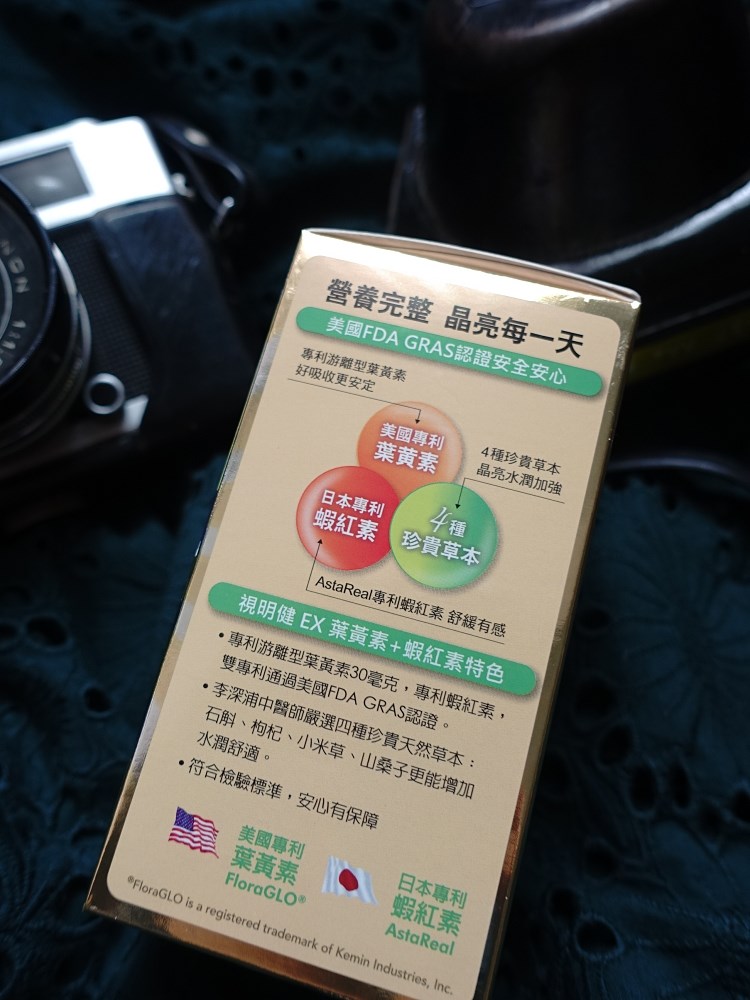 營養完整 晶亮每一天
美國FDA GRAS認證安全安心
專利游離型葉黃素
好吸收更安定
美國專利
葉黃素
4種珍貴草本
晶亮水潤加強
日本專利
蝦紅素
4種
珍貴草本
AstaReal專利蝦紅素 舒緩有感
視明健 EX 葉黃素+蝦紅素特色
•專利游離型葉黃素30毫克，專利蝦紅素，
雙專利通過美國FDA GRAS認證。
•李深浦中醫師嚴選四種珍貴天然草本：
石斛、枸杞、小米草、山桑子更能增加
水潤舒適。
•符合檢驗標準，安心有保障
美國專利
葉黃素
FloraGLO®
日本專利
蝦紅素
AstaReal
®FloraGLO is a registered trademark of Kemin Industries, Inc.